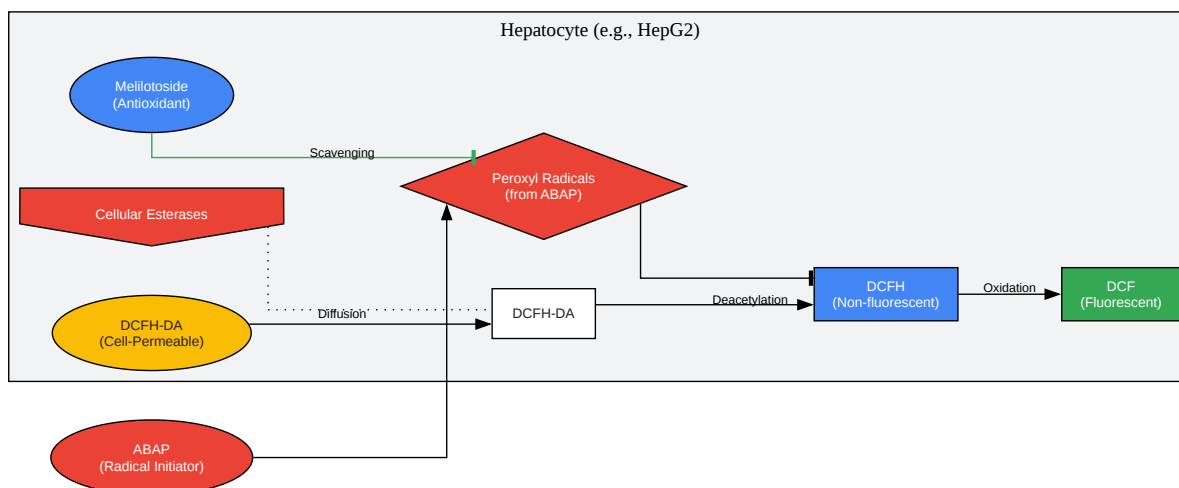 Hepatocyte (e.g., HepG2)
Melilotoside
(Antioxidant)
Scavenging
Peroxyl Radicals
(from ABAP)
Cellular Esterases
DCFH-DA
(Cell-Permeable)
Diffusion
DCFH-DA
Deacetylation
DCFH
(Non-fluorescent)
Oxidation
DCF
(Fluorescent)
ABAP
(Radical Initiator)